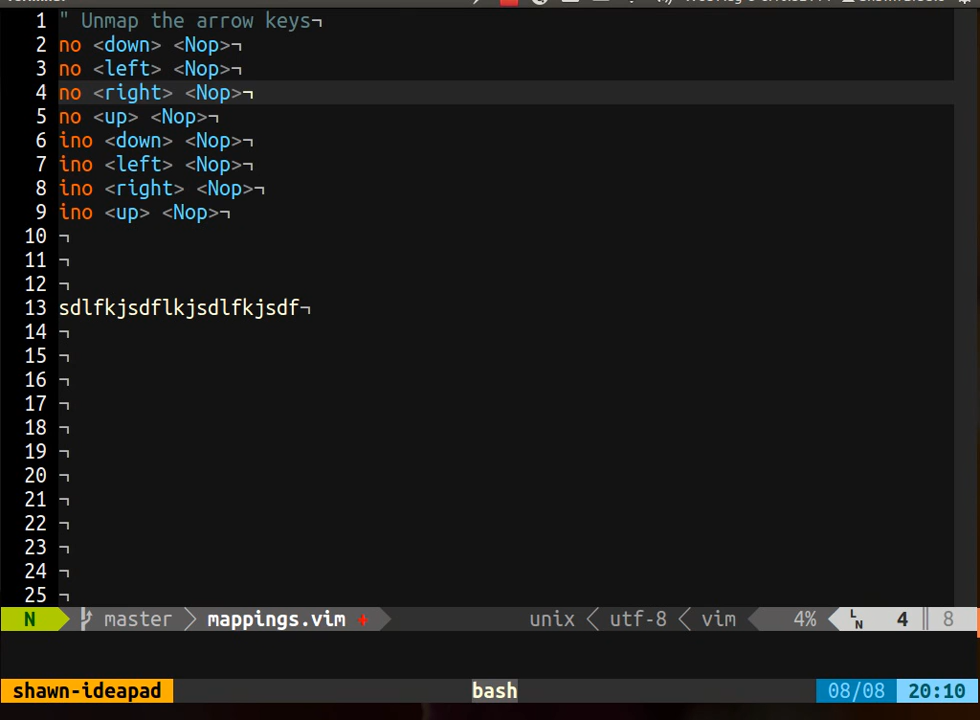 1 " Unmap the arrow keys¬
2 no <down> <Nop>¬
3 no <left> <Nop>¬
4 no <right> <Nop>¬
5 no <up> <Nop>¬
6 ino <down> <Nop>¬
7 ino <left> <Nop>¬
8 ino <right> <Nop>¬
9 ino <up> <Nop>¬
10 ¬
11 ¬
12 ¬
13 sdlfkjsdflkjsdlfkjsdf¬
14 ¬
15 ¬
16 ¬
17 ¬
18 ¬
19 ¬
20 ¬
21 ¬
22 ¬
23 ¬
24 ¬
25 ¬
N master mappings.vim + unix utf-8 vim 4% LN 4 8
shawn-ideapad bash 08/08 20:10